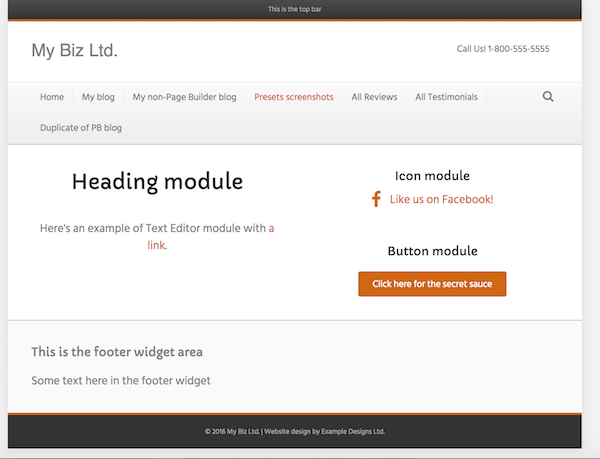 This is the top bar
My Biz Ltd.
Call Us! 1-800-555-5555
Home My blog My non-Page Builder blog Presets screenshots All Reviews All Testimonials
Duplicate of PB blog
Heading module
Here's an example of Text Editor module with a
link.
Icon module
Like us on Facebook!
Button module
Click here for the secret sauce
This is the footer widget area
Some text here in the footer widget
© 2016 My Biz Ltd. | Website design by Example Designs Ltd.